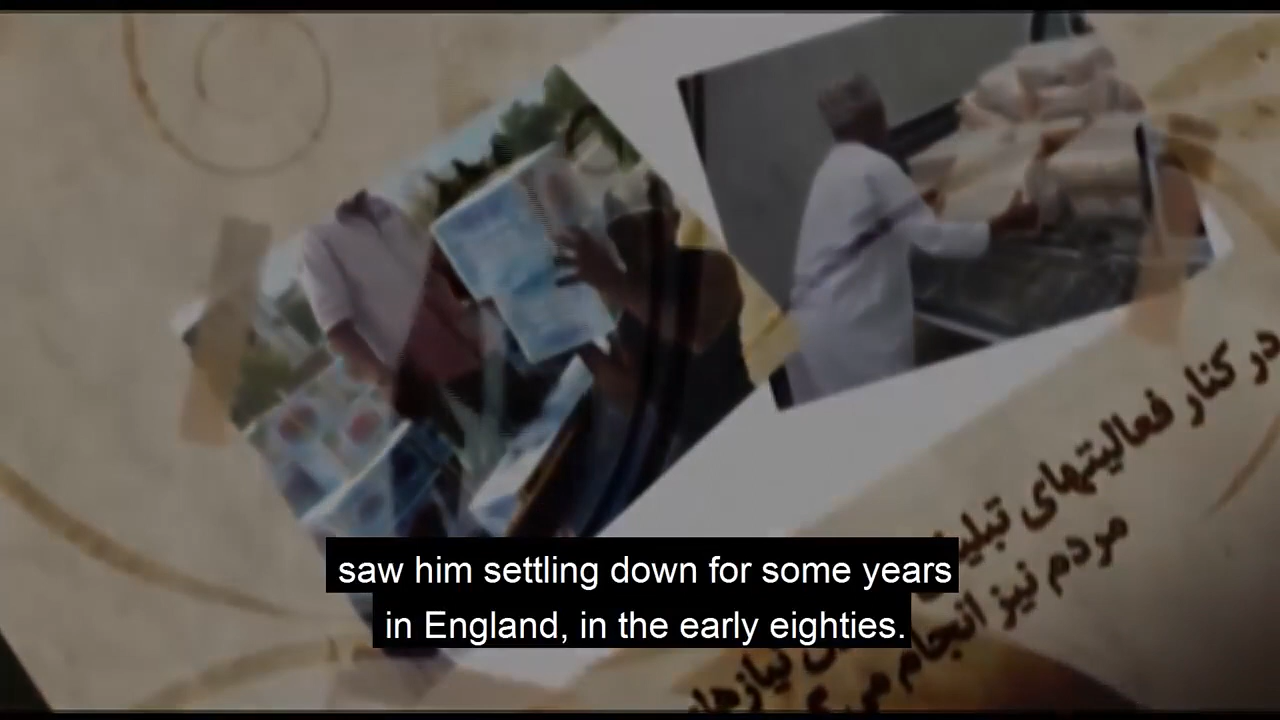 در کنار فعالیتهای
مردم نیز انجام می
saw him settling down for some years
in England, in the early eighties.